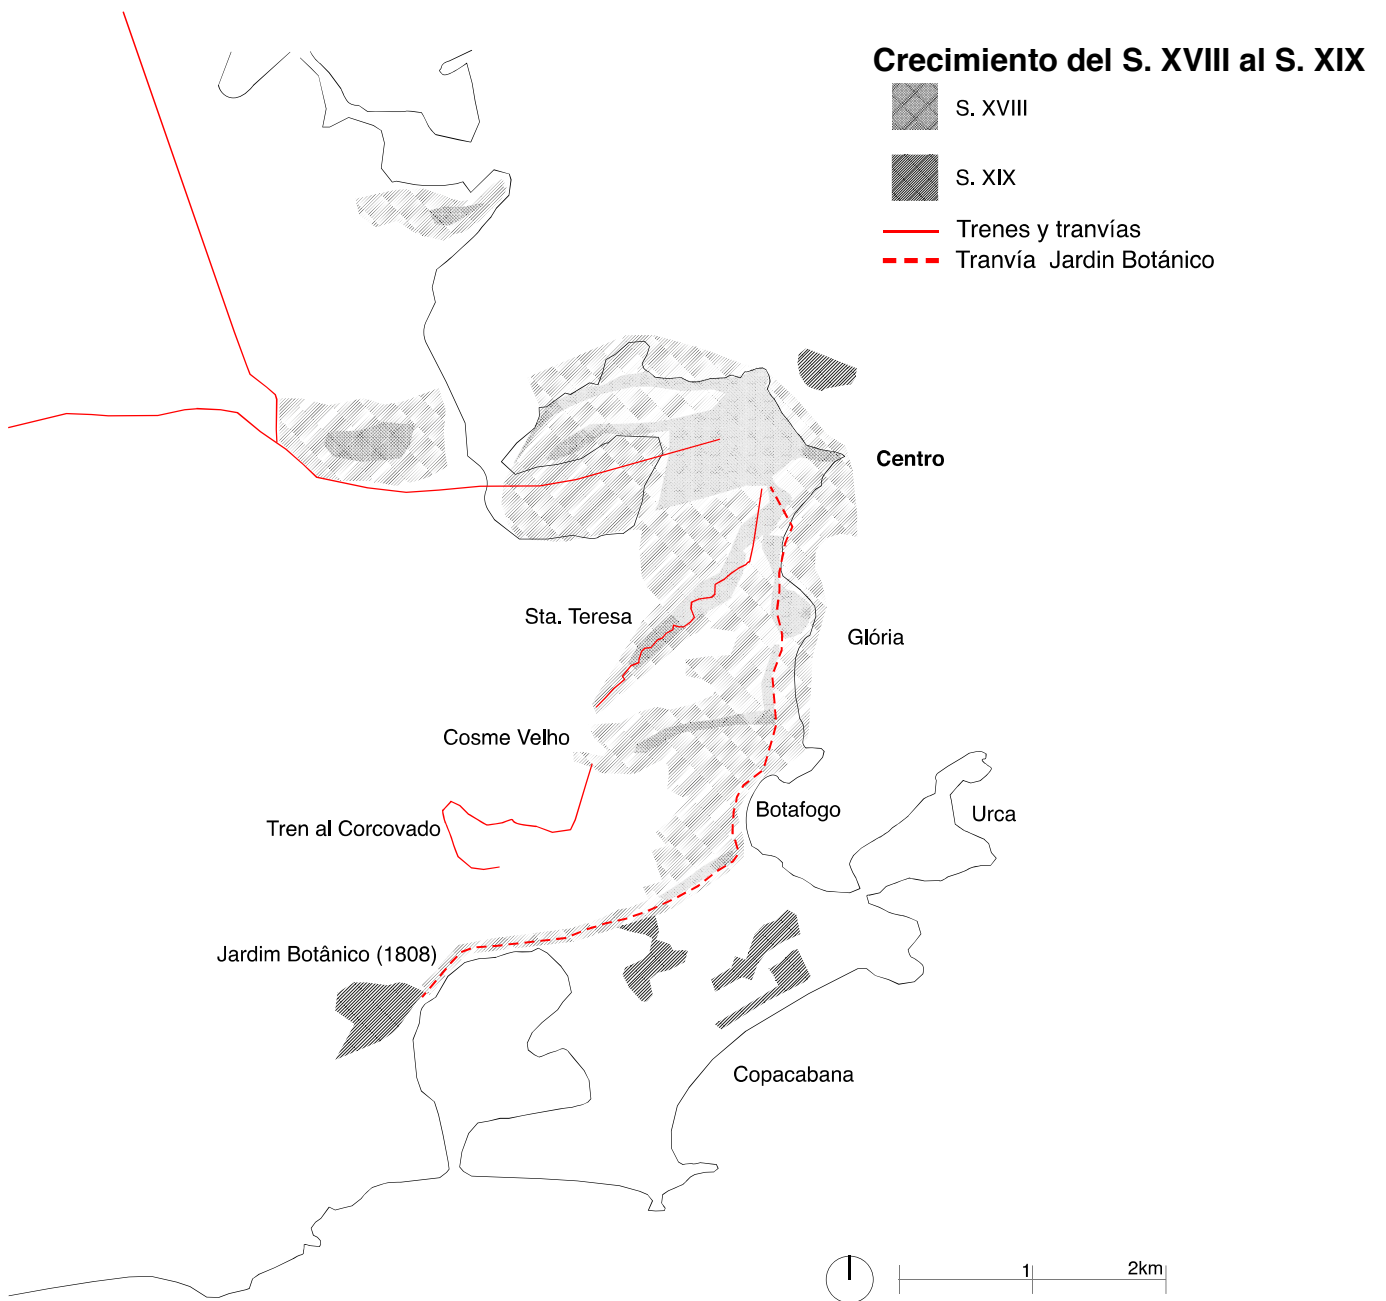 Crecimiento del S. XVIII al S. XIX
S. XVIII
S. XIX
Trenes y tranvías
Tranvía Jardin Botánico
Centro
Sta. Teresa
Glória
Cosme Velho
Botafogo
Urca
Tren al Corcovado
Jardim Botânico (1808)
Copacabana
1
2km